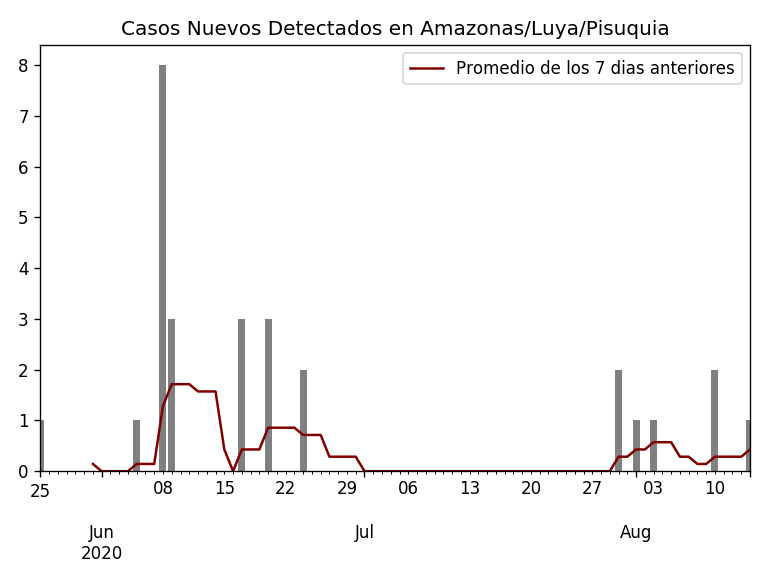 Casos Nuevos Detectados en Amazonas/Luya/Pisuquia
Promedio de los 7 dias anteriores
8
7
6
5
4
3
2
1
0
25 08 15 22 29 06 13 20 27 03 10
Jun Jul Aug
2020